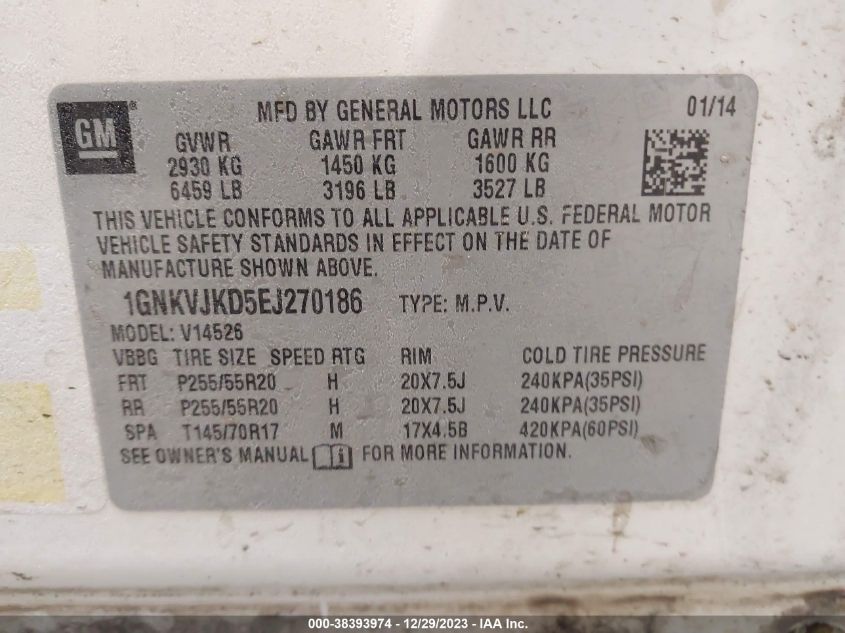 GM® MFD BY GENERAL MOTORS LLC 01/14
GVWR GAWR FRT GAWR RR
2930 KG 1450 KG 1600 KG
6459 LB 3196 LB 3527 LB
THIS VEHICLE CONFORMS TO ALL APPLICABLE U.S. FEDERAL MOTOR
VEHICLE SAFETY STANDARDS IN EFFECT ON THE DATE OF
MANUFACTURE SHOWN ABOVE.
1GNKVJKD5EJ270186 TYPE: M.P.V.
MODEL: V14526
VBBG TIRE SIZE SPEED RTG RIM COLD TIRE PRESSURE
FRT P255/55R20 H 20X7.5J 240KPA(35PSI)
RR P255/55R20 H 20X7.5J 240KPA(35PSI)
SPA T145/70R17 M 17X4.5B 420KPA(60PSI)
SEE OWNER'S MANUAL i FOR MORE INFORMATION.
000-38393974 - 12/29/2023 - IAA Inc.